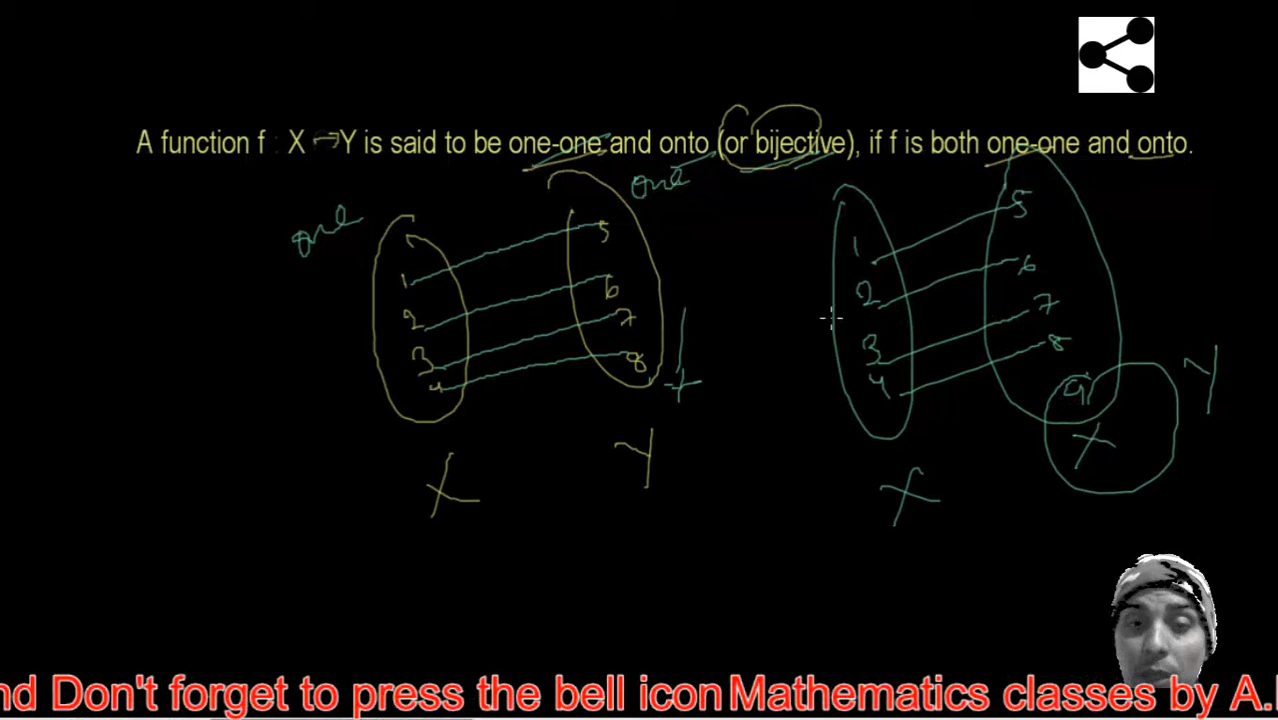 A function f : X → Y is said to be one-one and onto (or bijective), if f is both one-one and onto.
one
one
1 5
2 6
3 7
4 8
X Y
1 5
2 6
3 7
4 8
9
X Y
nd Don't forget to press the bell icon Mathematics classes by A.